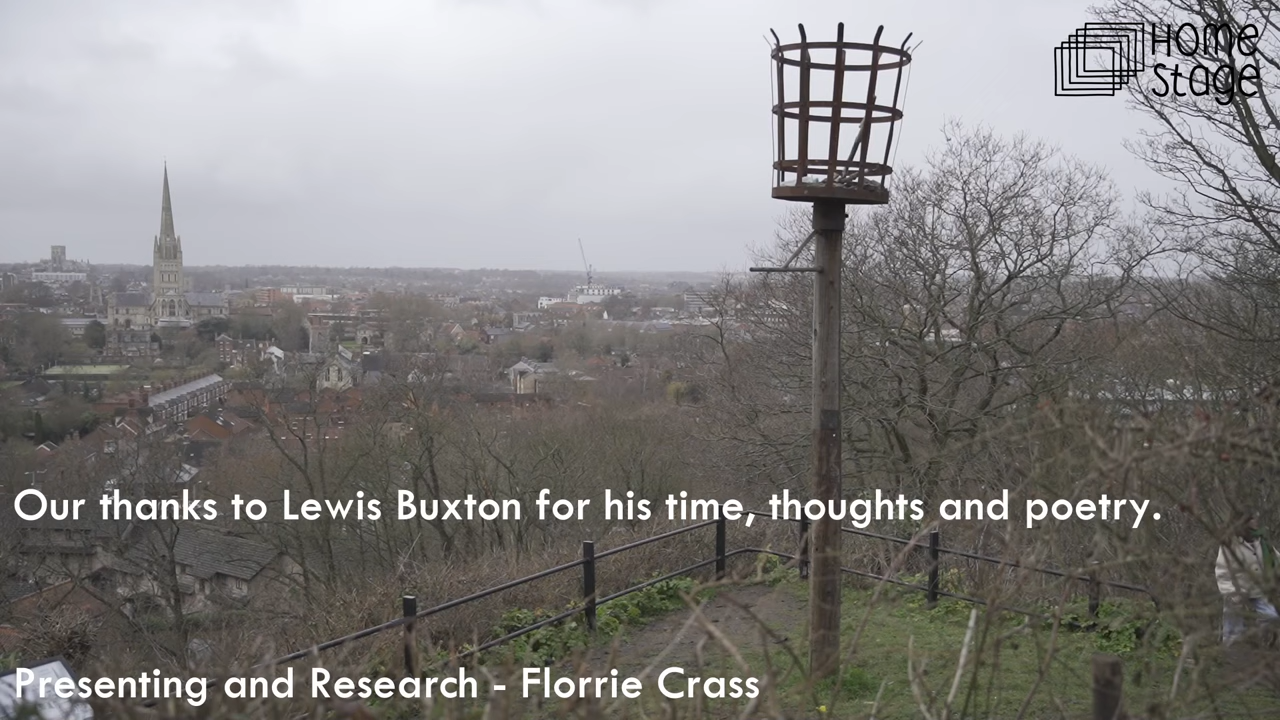 Home
Stage
Our thanks to Lewis Buxton for his time, thoughts and poetry.
Presenting and Research - Florrie Crass